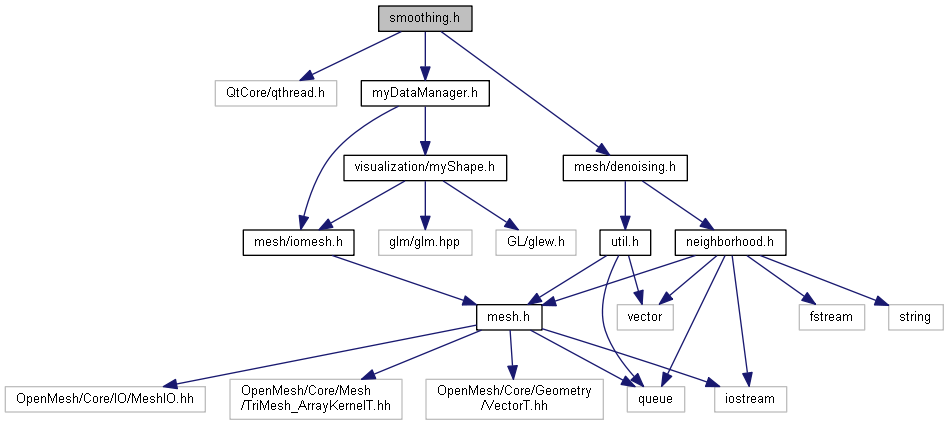 smoothing.h
QtCore/qthread.h
myDataManager.h
visualization/myShape.h
mesh/denoising.h
mesh/iomesh.h
glm/glm.hpp
GL/glew.h
util.h
neighborhood.h
mesh.h
vector
fstream
string
OpenMesh/Core/IO/MeshIO.hh
OpenMesh/Core/Mesh
/TriMesh_ArrayKernelT.hh
OpenMesh/Core/Geometry
/VectorT.hh
queue
iostream